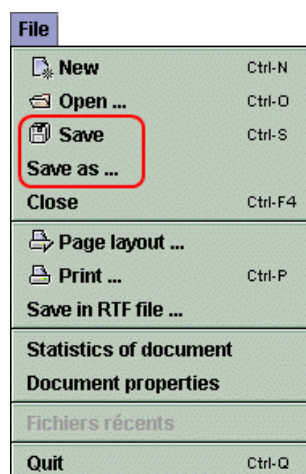 File
New Ctrl-N
Open ... Ctrl-O
Save Ctrl-S
Save as ...
Close Ctrl-F4
Page layout ...
Print ... Ctrl-P
Save in RTF file ...
Statistics of document
Document properties
Fichiers récents
Quit Ctrl-Q